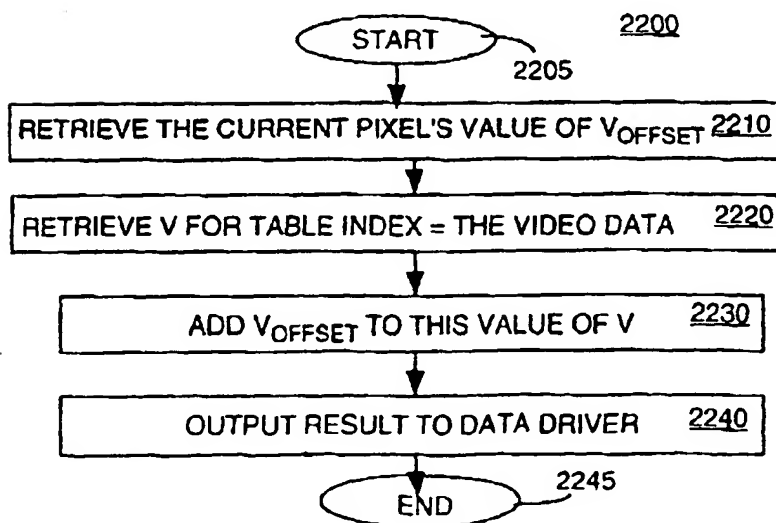 START
2200
2205
RETRIEVE THE CURRENT PIXEL'S VALUE OF VOFFSET 2210
RETRIEVE V FOR TABLE INDEX = THE VIDEO DATA 2220
ADD VOFFSET TO THIS VALUE OF V 2230
OUTPUT RESULT TO DATA DRIVER 2240
END
2245